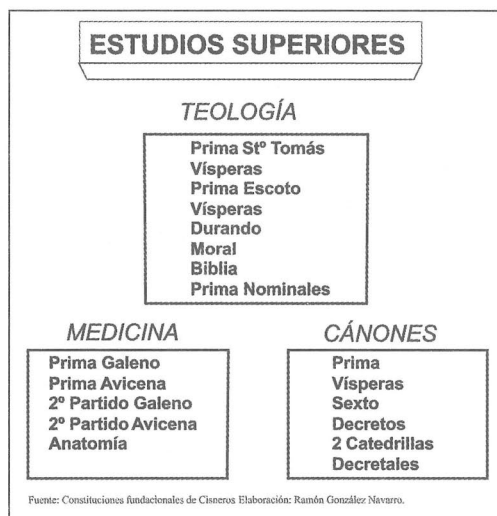 ESTUDIOS SUPERIORES
TEOLOGÍA
Prima Stº Tomás
Vísperas
Prima Escoto
Vísperas
Durando
Moral
Biblia
Prima Nominales
MEDICINA
Prima Galeno
Prima Avicena
2º Partido Galeno
2º Partido Avicena
Anatomía
CÁNONES
Prima
Vísperas
Sexto
Decretos
2 Catedrillas
Decretales
Fuente: Constituciones fundacionales de Cisneros Elaboración: Ramón González Navarro.